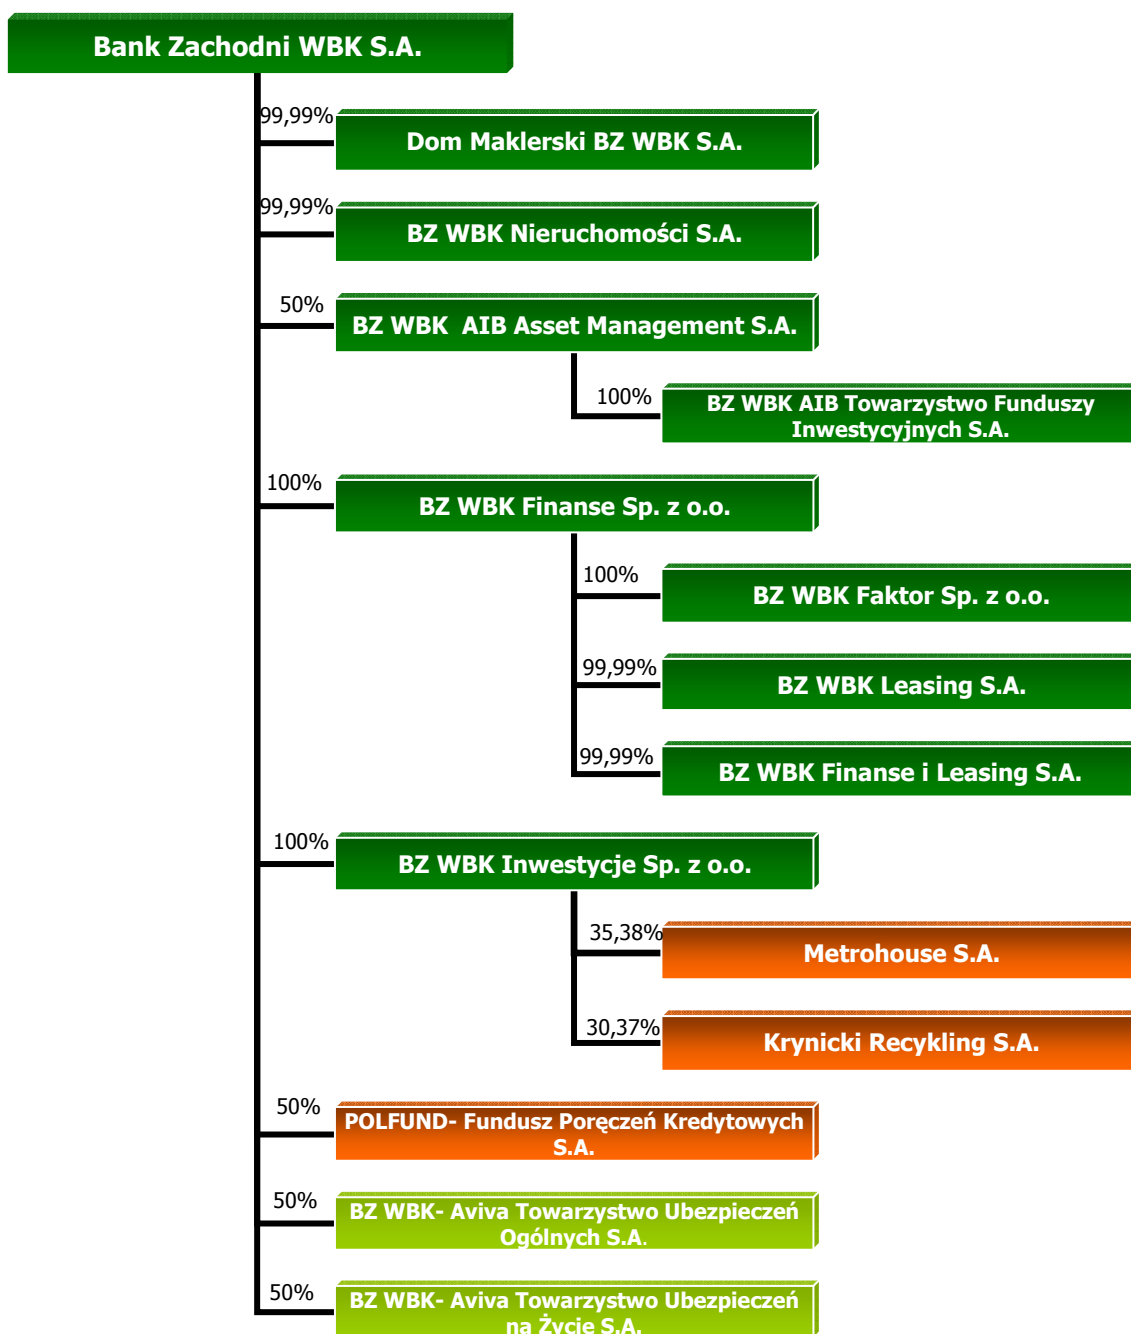 Bank Zachodni WBK S.A.
99,99%
Dom Maklerski BZ WBK S.A.
99,99%
BZ WBK Nieruchomości S.A.
50%
BZ WBK  AIB Asset Management S.A.
100%
BZ WBK AIB Towarzystwo Funduszy
Inwestycyjnych S.A.
100%
BZ WBK Finanse Sp. z o.o.
100%
BZ WBK Faktor Sp. z o.o.
99,99%
BZ WBK Leasing S.A.
99,99%
BZ WBK Finanse i Leasing S.A.
100%
BZ WBK Inwestycje Sp. z o.o.
35,38%
Metrohouse S.A.
30,37%
Krynicki Recykling S.A.
50%
POLFUND- Fundusz Poręczeń Kredytowych
S.A.
50%
BZ WBK- Aviva Towarzystwo Ubezpieczeń
Ogólnych S.A.
50%
BZ WBK- Aviva Towarzystwo Ubezpieczeń
na Życie S.A.